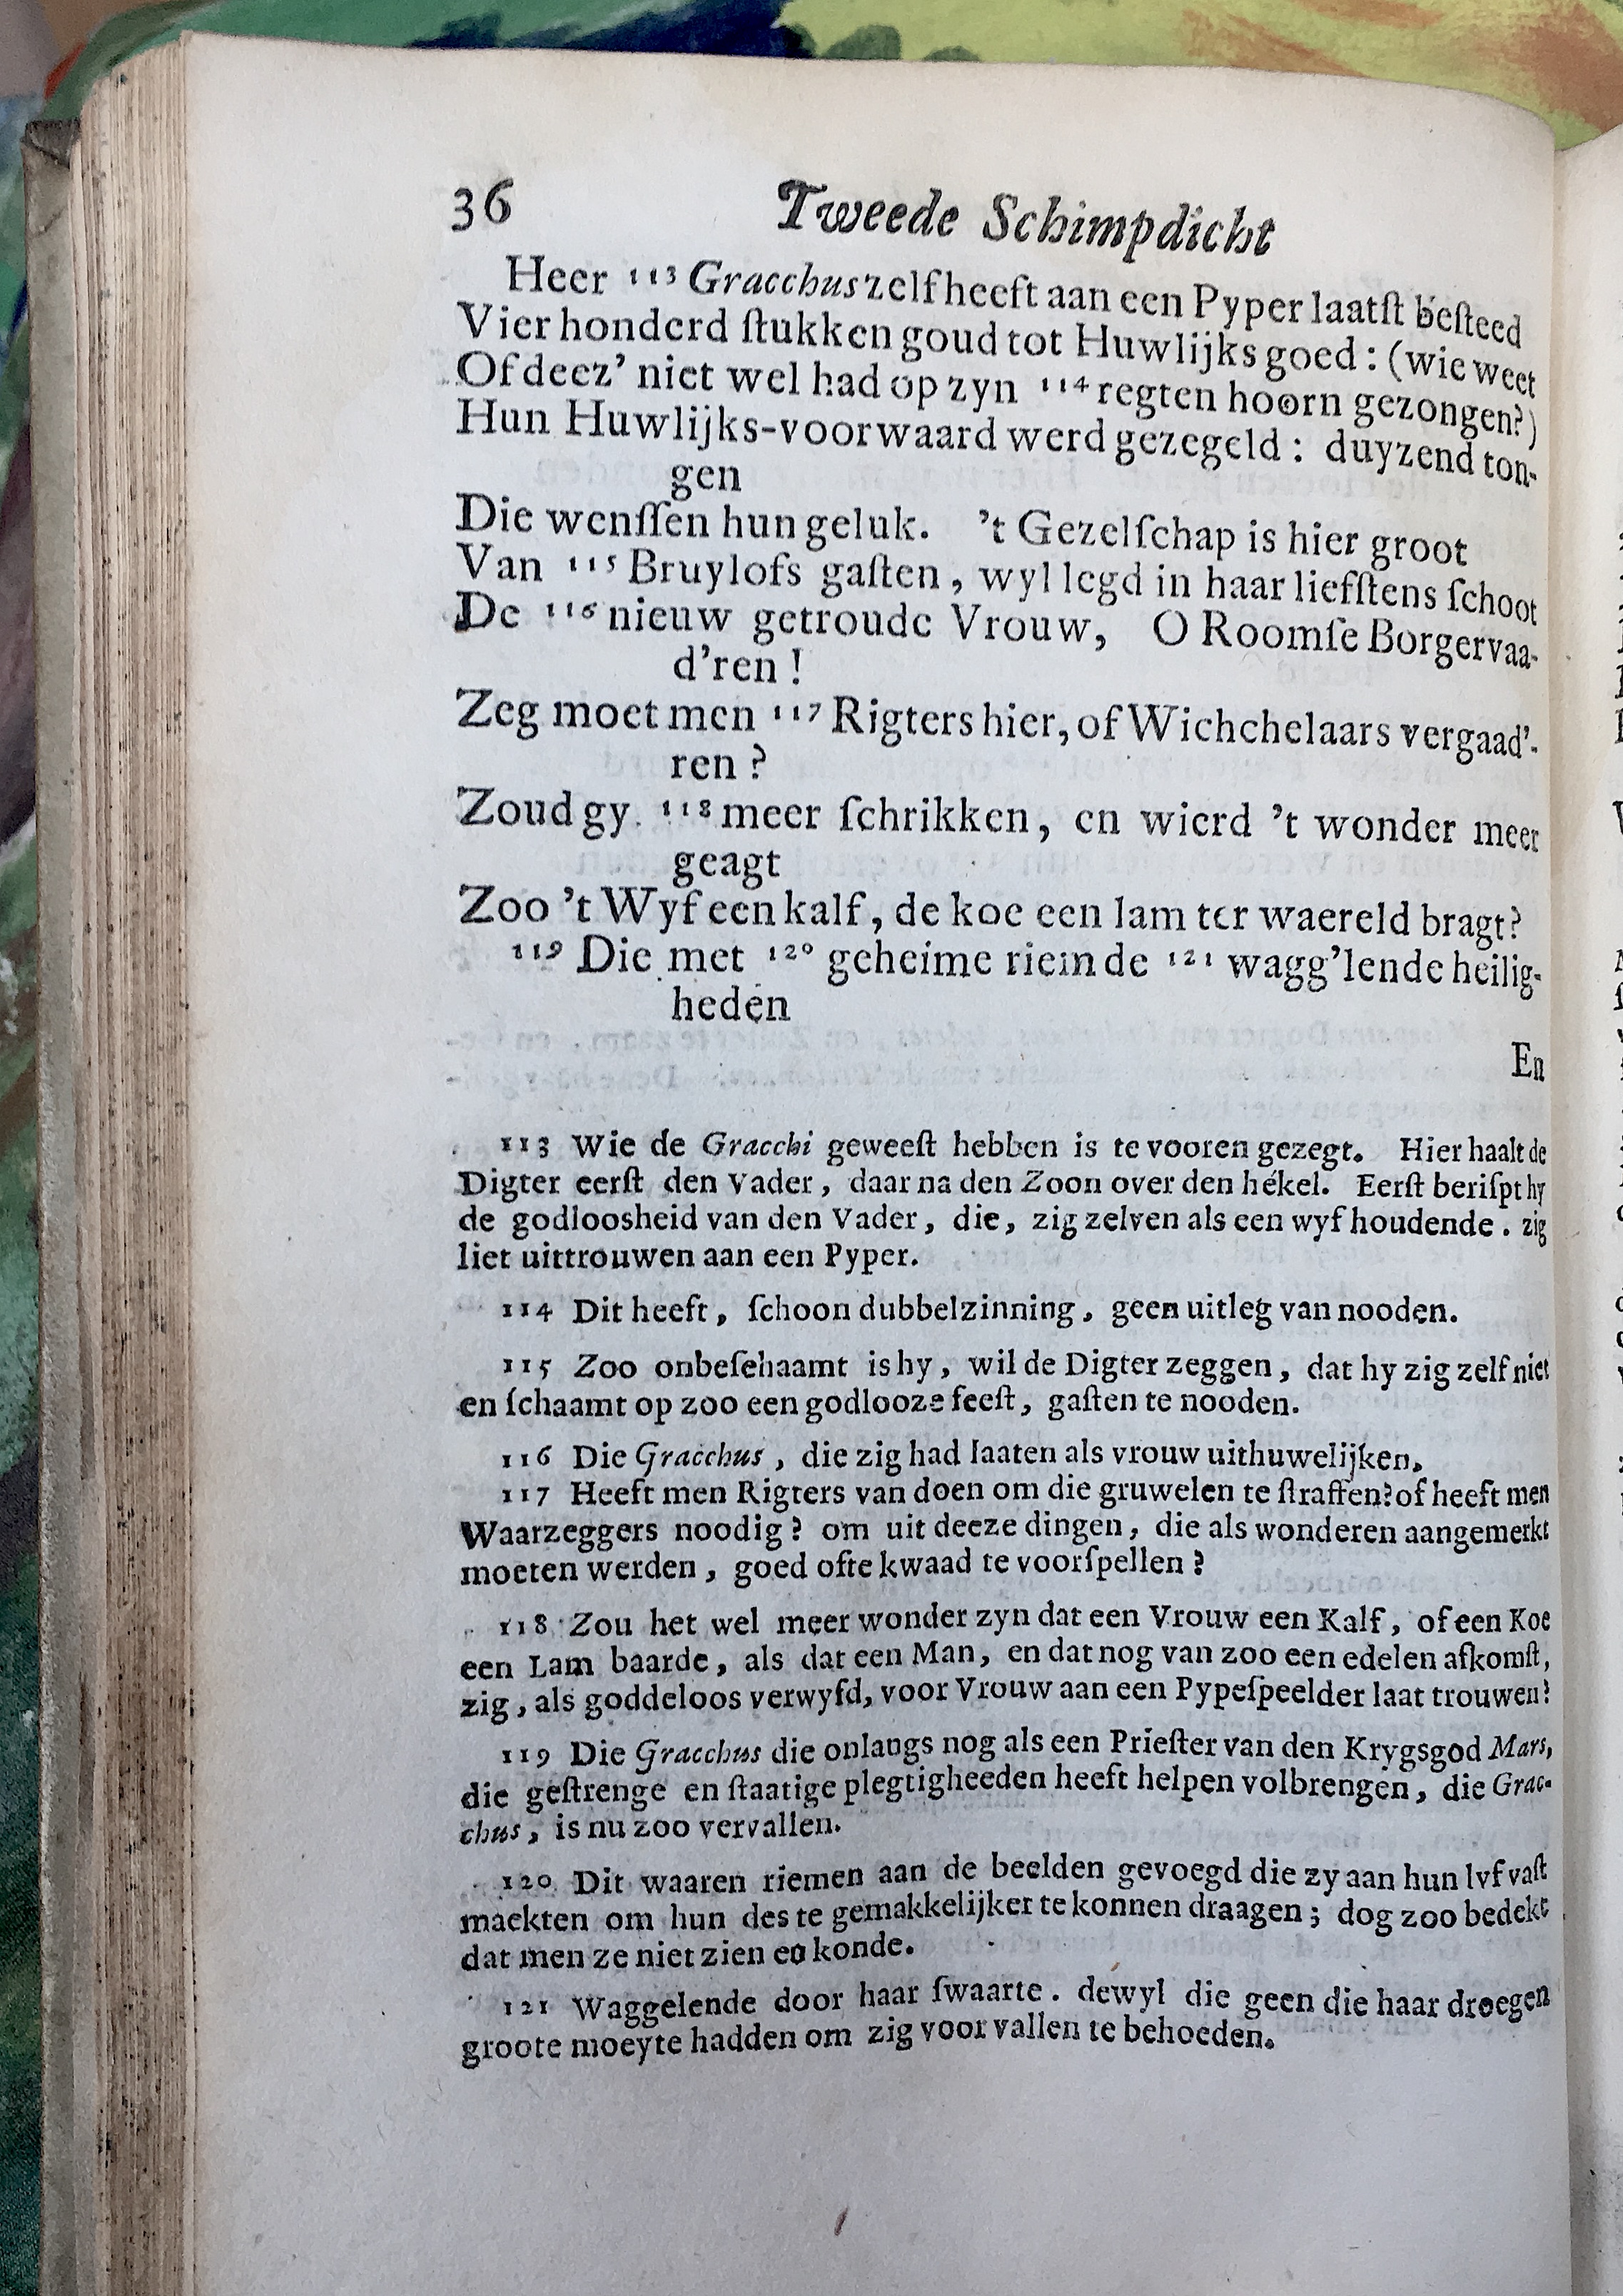 36 Tweede Schimpdicht
Heer 113 Gracchus zelf heeft aan een Pyper laatſt beſteed
Vier honderd ſtukken goud tot Huwlijks goed : (wie weet
Of deez' niet wel had op zyn 114 regten hoorn gezongen?)
Hun Huwlijks-voorwaard werd gezegeld : duyzend ton-
gen
Die wenſſen hun geluk. 't Gezelſchap is hier groot
Van 115 Bruylofs gaſten, wyl legd in haar liefſtens ſchoot
De 116 nieuw getroude Vrouw, O Roomſe Borgervaa-
d'ren !
Zeg moet men 117 Rigters hier, of Wichchelaars vergaad'-
ren ?
Zoud gy 118 meer ſchrikken, en wierd 't wonder meer
geagt
Zoo 't Wyf een kalf, de koe een lam ter waereld bragt?
119 Die met 120 geheime riem de 121 wagg'lende heilig-
heden
En
113 Wie de Gracchi geweeſt hebben is te vooren gezegt. Hier haalt de
Digter eerſt den Vader, daar na den Zoon over den hékel. Eerſt beriſpt hy
de godloosheid van den Vader, die, zig zelven als een wyf houdende. zig
liet uittrouwen aan een Pyper.
114 Dit heeft, ſchoon dubbelzinning, geen uitleg van nooden.
115 Zoo onbeſehaamt is hy, wil de Digter zeggen, dat hy zig zelf niet
en ſchaamt op zoo een godlooze feeſt, gaſten te nooden.
116 Die Gracchus, die zig had laaten als vrouw uithuwelijken.
117 Heeft men Rigters van doen om die gruwelen te ſtraffen? of heeft men
Waarzeggers noodig? om uit deeze dingen, die als wonderen aangemerkt
moeten werden, goed ofte kwaad te voorſpellen?
118 Zou het wel meer wonder zyn dat een Vrouw een Kalf, of een Koe
een Lam baarde, als dat een Man, en dat nog van zoo een edelen afkomſt,
zig, als goddeloos verwyfd, voor Vrouw aan een Pypeſpeelder laat trouwen?
119 Die Gracchus die onlangs nog als een Prieſter van den Krygsgod Mars,
die geſtrenge en ſtaatige plegtigheeden heeft helpen volbrengen, die Grac-
chus, is nu zoo vervallen.
120 Dit waaren riemen aan de beelden gevoegd die zy aan hun lvf vaſt
maekten om hun des te gemakkelijker te konnen draagen; dog zoo bedekt
dat men ze niet zien en konde.
121 Waggelende door haar ſwaarte. dewyl die geen die haar droegen
groote moeyte hadden om zig voor vallen te behoeden.